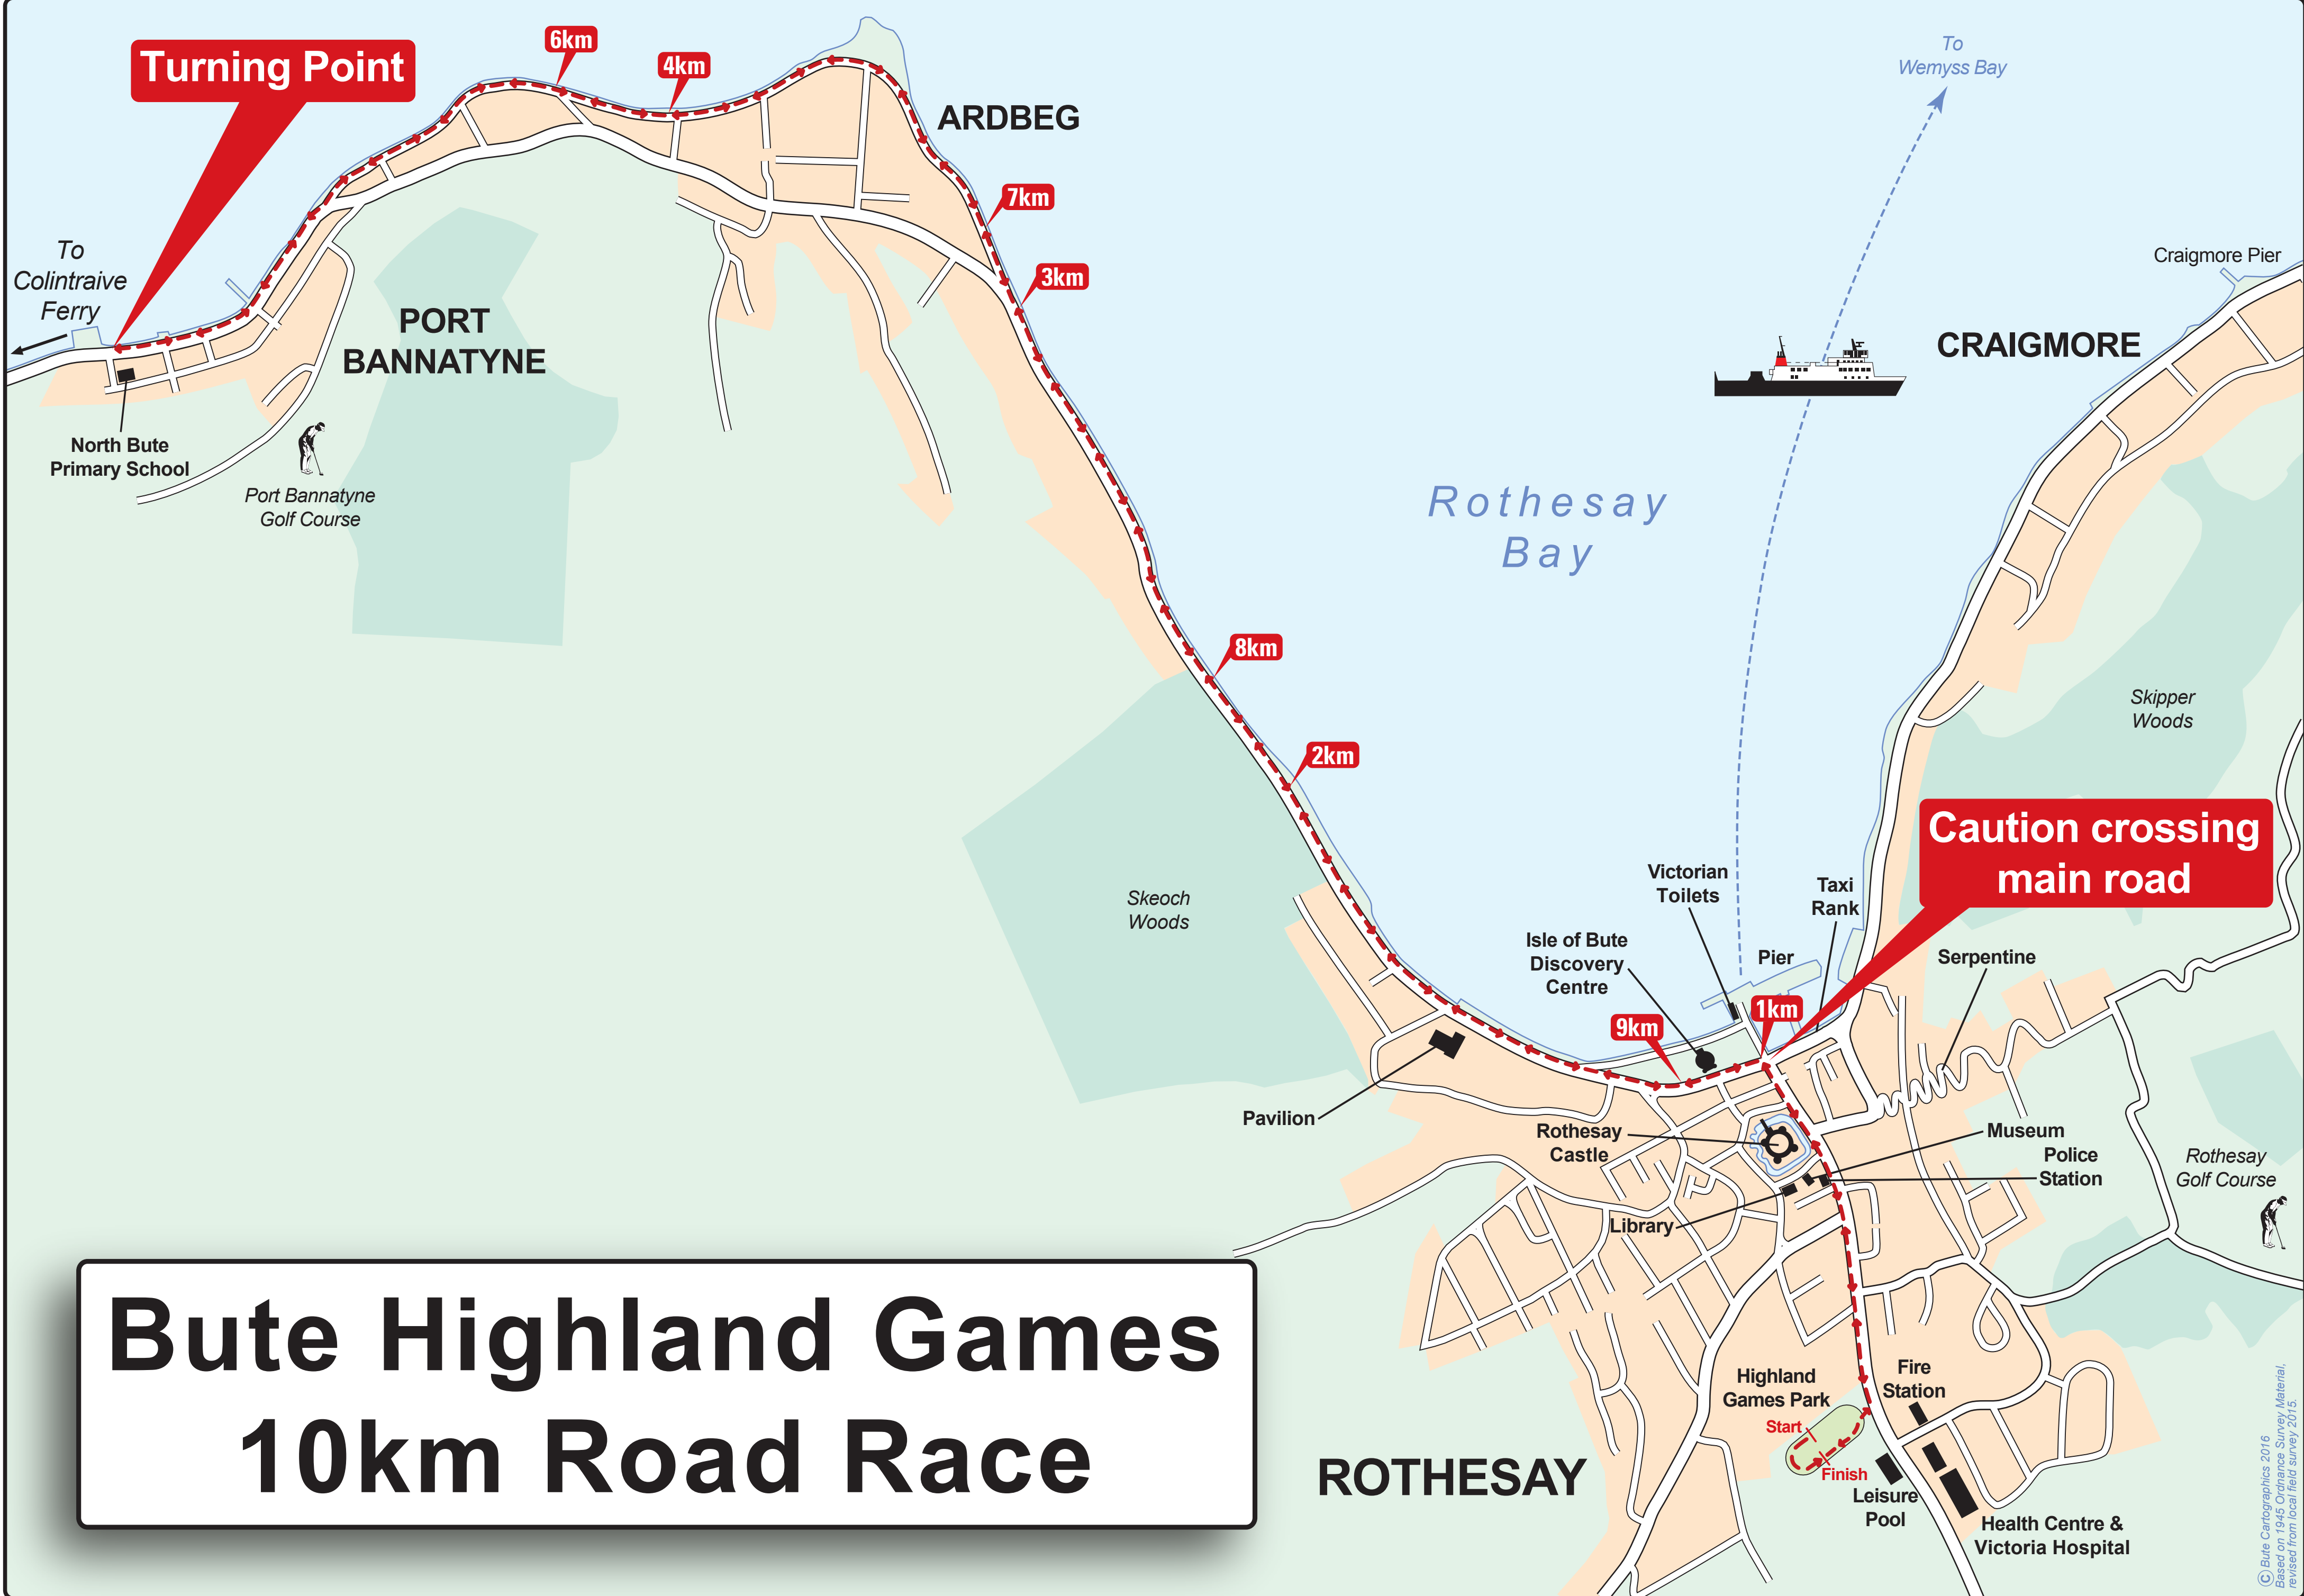 Turning Point
6km
4km
To
Wemyss Bay
ARDBEG
7km
3km
To
Colintraive
Ferry
PORT
BANNATYNE
Craigmore Pier
CRAIGMORE
North Bute
Primary School
Port Bannatyne
Golf Course
Rothesay
Bay
8km
2km
Skipper
Woods
Caution crossing
main road
Skeoch
Woods
Victorian
Toilets
Taxi
Rank
Isle of Bute
Discovery
Centre
Pier
Serpentine
9km
1km
Pavilion
Rothesay
Castle
Museum
Police
Station
Rothesay
Golf Course
Library
Bute Highland Games
10km Road Race
Highland
Games Park
Start
Finish
Fire
Station
ROTHESAY
Leisure
Pool
Health Centre &
Victoria Hospital
© Bute Cartographics 2016
Based on 1945 Ordnance Survey Material,
revised from local field survey 2015.